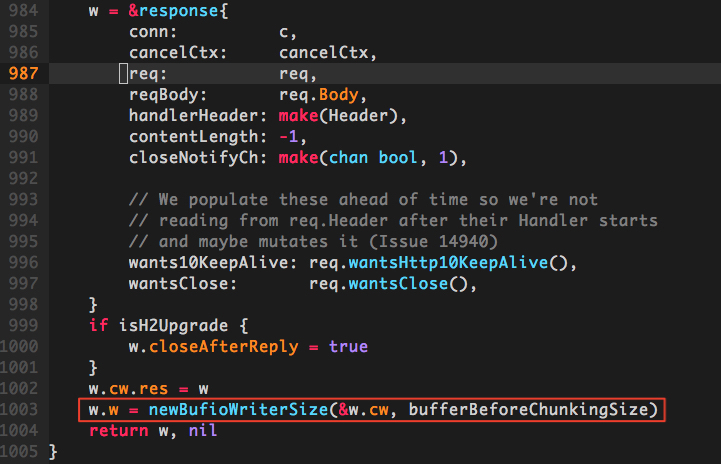 984 w = &response{
985 conn: c,
986 cancelCtx: cancelCtx,
987 req: req,
988 reqBody: req.Body,
989 handlerHeader: make(Header),
990 contentLength: -1,
991 closeNotifyCh: make(chan bool, 1),
992
993 // We populate these ahead of time so we're not
994 // reading from req.Header after their Handler starts
995 // and maybe mutates it (Issue 14940)
996 wants10KeepAlive: req.wantsHttp10KeepAlive(),
997 wantsClose: req.wantsClose(),
998 }
999 if isH2Upgrade {
1000 w.closeAfterReply = true
1001 }
1002 w.cw.res = w
1003 w.w = newBufioWriterSize(&w.cw, bufferBeforeChunkingSize)
1004 return w, nil
1005 }